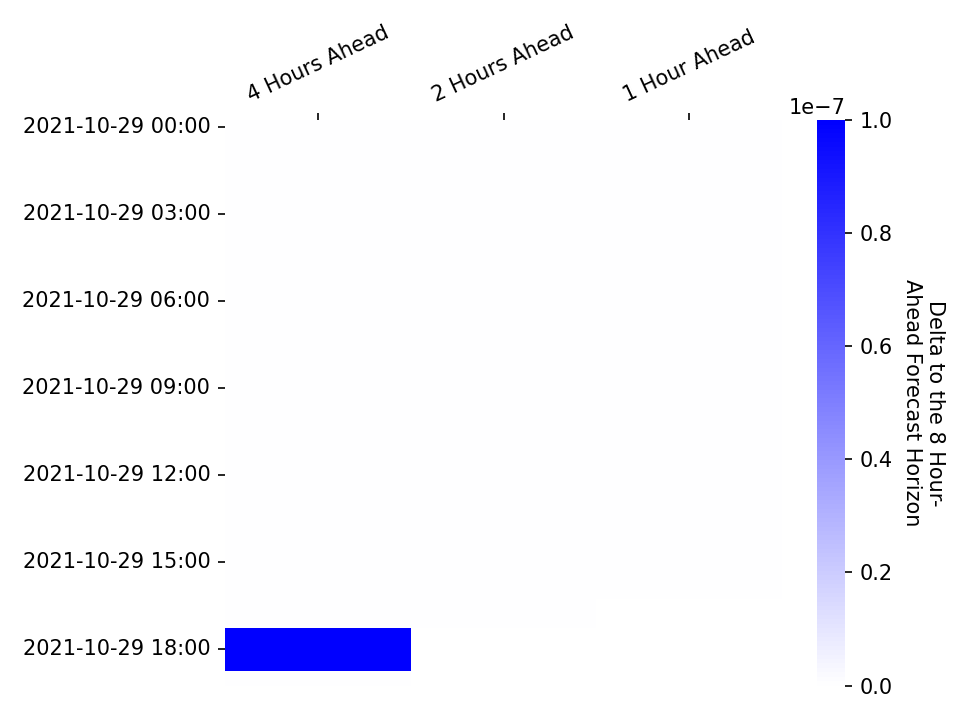 4 Hours Ahead
2 Hours Ahead
1 Hour Ahead
1e−7
2021-10-29 00:00
2021-10-29 03:00
2021-10-29 06:00
2021-10-29 09:00
2021-10-29 12:00
2021-10-29 15:00
2021-10-29 18:00
1.0
0.8
0.6
0.4
0.2
0.0
Delta to the 8 Hour-
Ahead Forecast Horizon